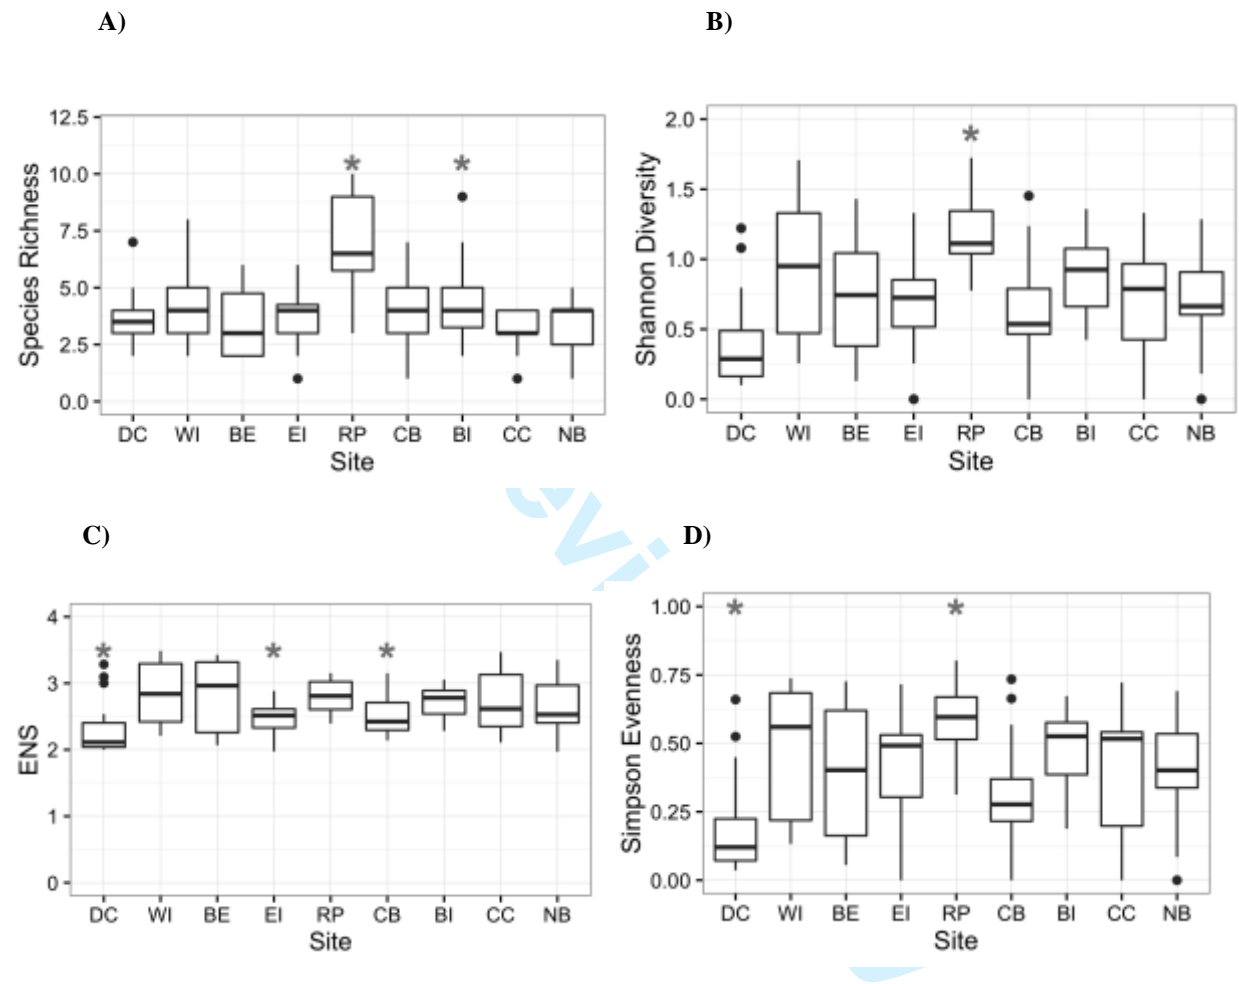 A)
B)
12.5
10.0
7.5
5.0
2.5
0.0
Species Richness
* *
DC WI BE EI RP CB BI CC NB
Site
2.0
1.5
1.0
0.5
0.0
Shannon Diversity
*
DC WI BE EI RP CB BI CC NB
Site
evi
C)
D)
4
3
2
1
0
ENS
* * *
DC WI BE EI RP CB BI CC NB
Site
1.00
0.75
0.50
0.25
0.00
Simpson Evenness
* *
DC WI BE EI RP CB BI CC NB
Site